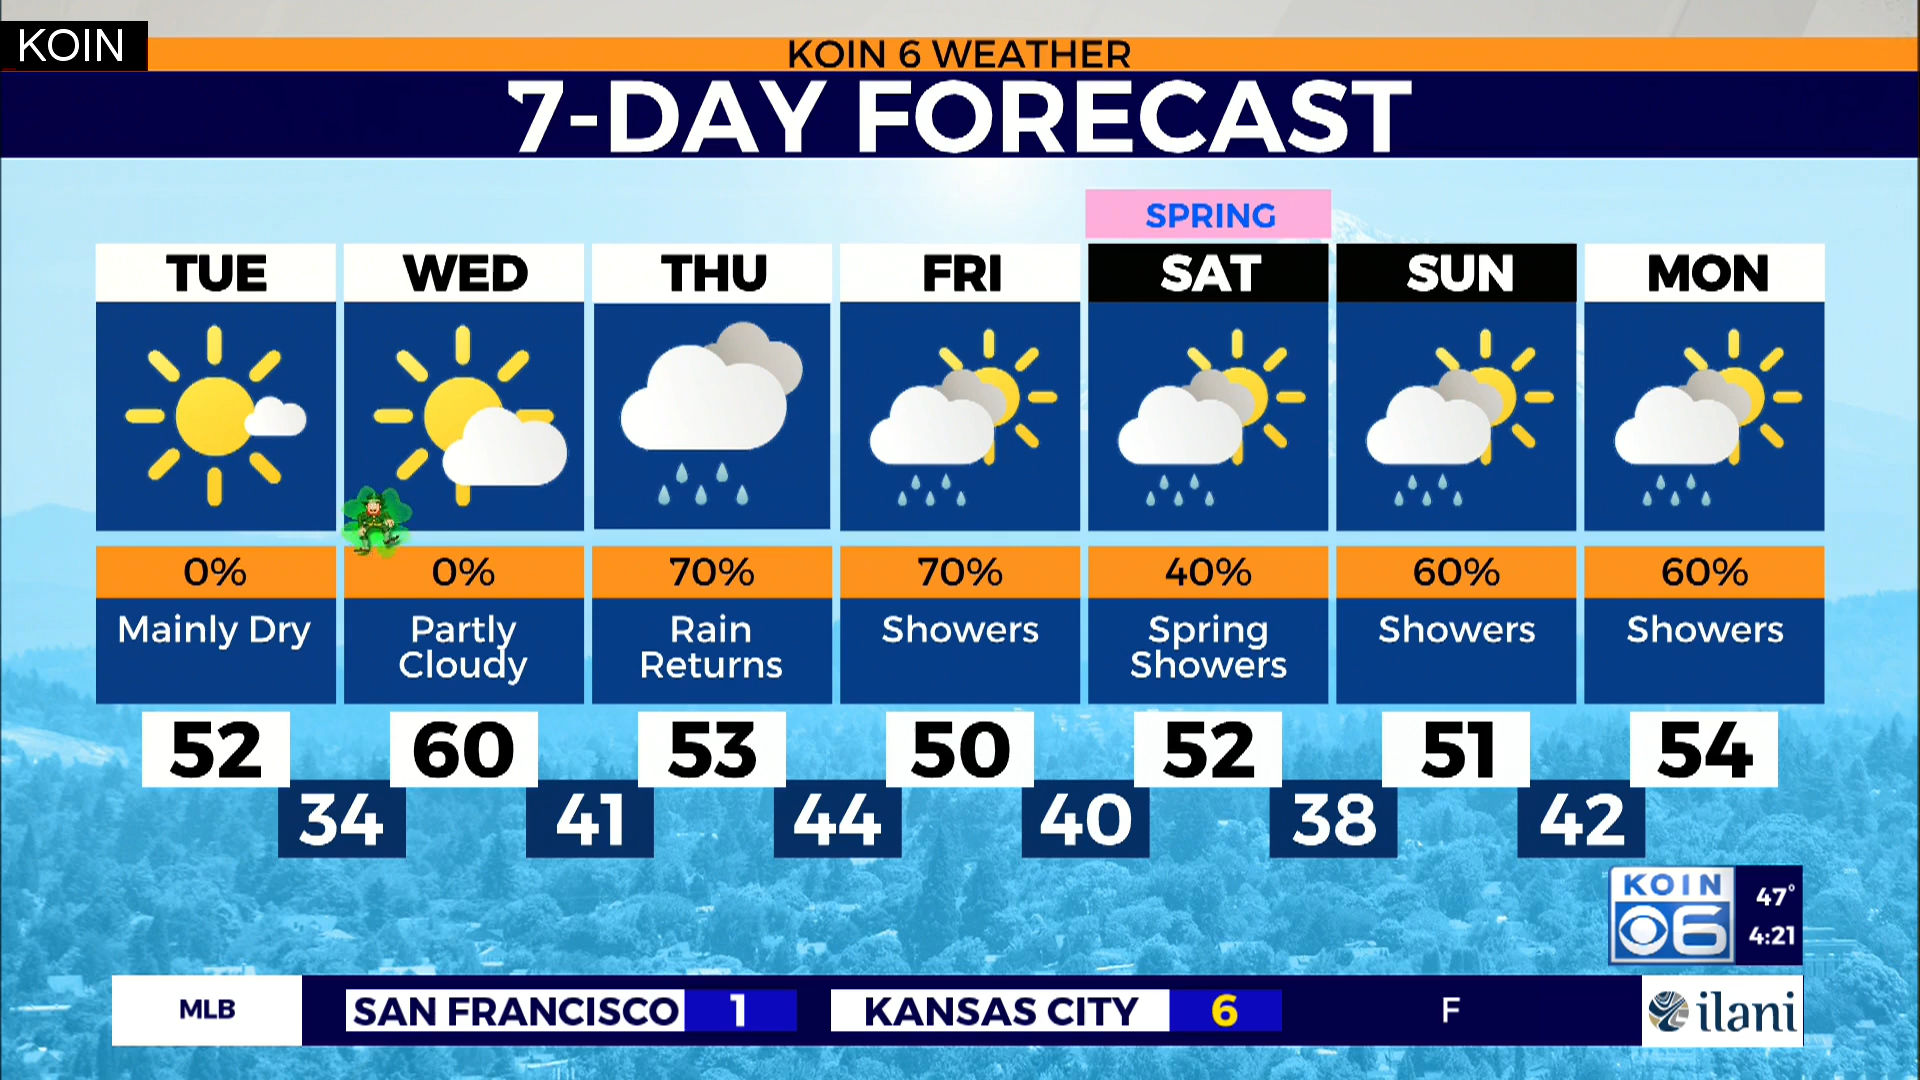 KOIN
KOIN 6 WEATHER
7-DAY FORECAST
SPRING
TUE WED THU FRI SAT SUN MON
0% 0% 70% 70% 40% 60% 60%
Mainly Dry
Partly
Cloudy
Rain
Returns
Showers
Spring
Showers
Showers
Showers
52 60 53 50 52 51 54
34 41 44 40 38 42
KOIN
6
47°
4:21
MLB SAN FRANCISCO 1 KANSAS CITY 6 F ilani